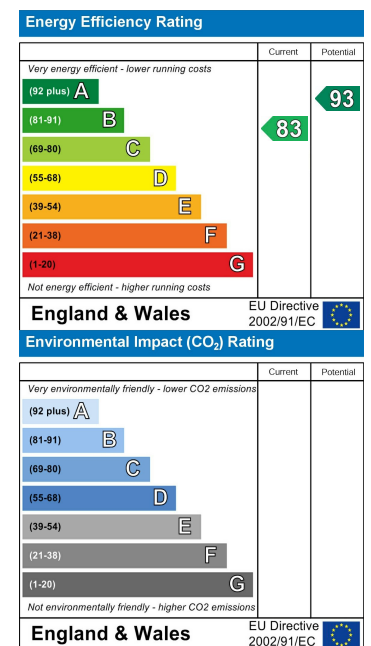 Energy Efficiency Rating
Current Potential
Very energy efficient - lower running costs
(92 plus) A
93
(81-91) B
83
(69-80) C
(55-68) D
(39-54) E
(21-38) F
(1-20) G
Not energy efficient - higher running costs
England & Wales
EU Directive
2002/91/EC
Environmental Impact (CO₂) Rating
Current Potential
Very environmentally friendly - lower CO2 emissions
(92 plus) A
(81-91) B
(69-80) C
(55-68) D
(39-54) E
(21-38) F
(1-20) G
Not environmentally friendly - higher CO2 emissions
England & Wales
EU Directive
2002/91/EC